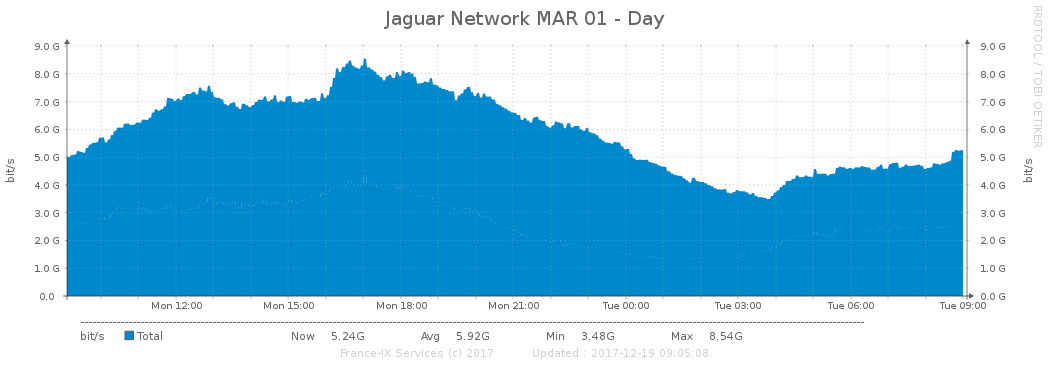 Jaguar Network MAR 01 - Day
RRDTOOL / TOBI OETIKER
bit/s
9.0 G
8.0 G
7.0 G
6.0 G
5.0 G
4.0 G
3.0 G
2.0 G
1.0 G
0.0
9.0 G
8.0 G
7.0 G
6.0 G
5.0 G
4.0 G
3.0 G
2.0 G
1.0 G
0.0 G
bit/s
Mon 12:00 Mon 15:00 Mon 18:00 Mon 21:00 Tue 00:00 Tue 03:00 Tue 06:00 Tue 09:00
bit/s Total Now 5.24G Avg 5.92G Min 3.48G Max 8.54G
France-IX Services (c) 2017 Updated : 2017-12-19 09:05:08